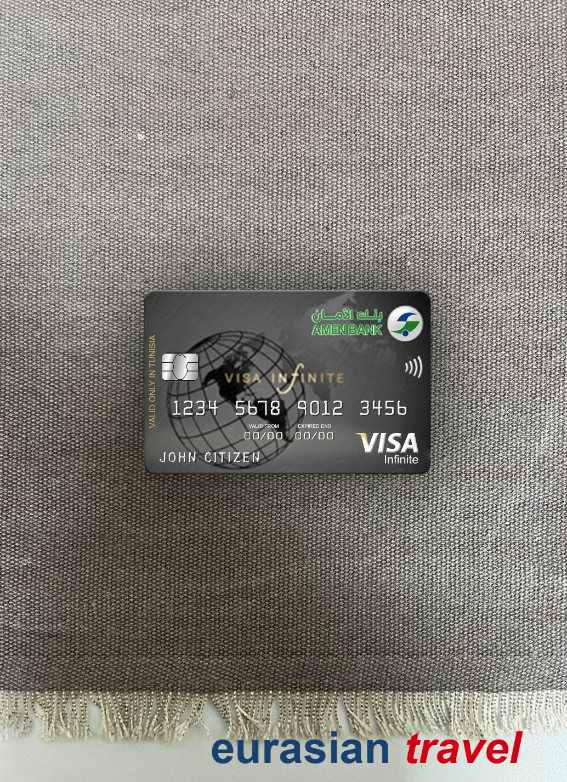 بنك الأمان
AMEN BANK
VALID ONLY IN TUNISIA
VISA INFINITE
1234 5678 9012 3456
VALID FROM EXPIRED END
00/00 00/00
VISA
Infinite
JOHN CITIZEN
eurasian travel